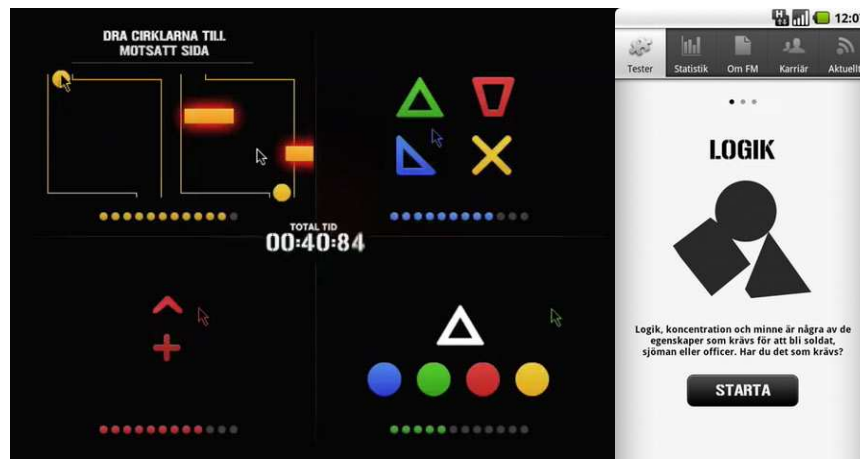 DRA CIRKLARNA TILL
MOTSATT SIDA
TOTAL TID
00:40:84
12:0
Tester
Statistik
Om FM
Karriär
Aktuellt
LOGIK
Logik, koncentration och minne är några av de
egenskaper som krävs för att bli soldat,
sjöman eller officer. Har du det som krävs?
STARTA